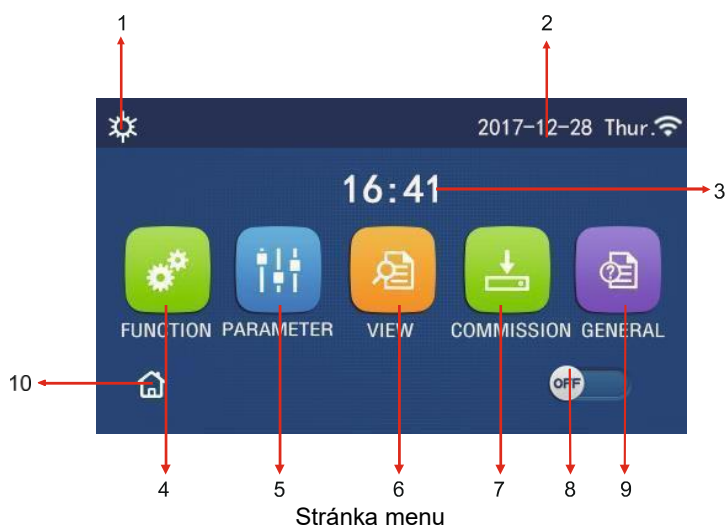 1 2
2017-12-28 Thur.
16:41 3
FUNCTION PARAMETER VIEW COMMISSION GENERAL
10 OFF
4 5 6 7 8 9
Stránka menu